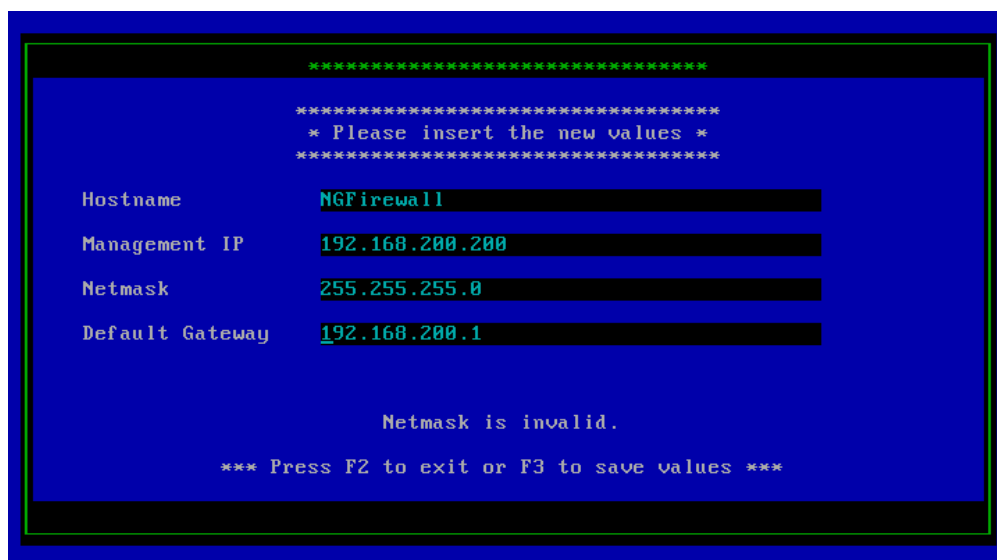 ********************************
**********************************
* Please insert the new values *
**********************************
Hostname NGFirewall
Management IP 192.168.200.200
Netmask 255.255.255.0
Default Gateway 192.168.200.1
Netmask is invalid.
*** Press F2 to exit or F3 to save values ***